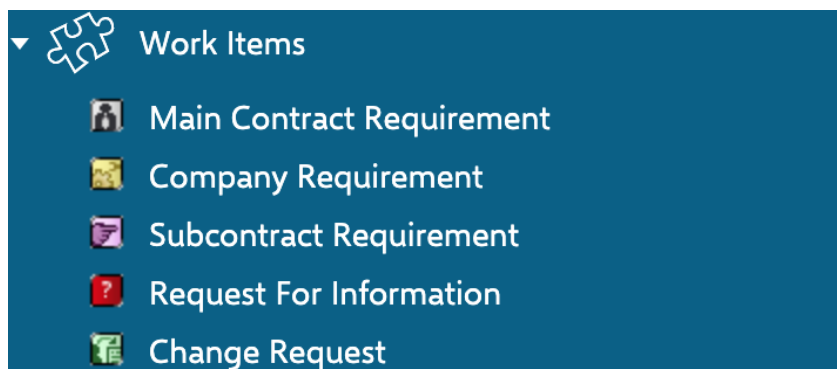 Work Items
Main Contract Requirement
Company Requirement
Subcontract Requirement
Request For Information
Change Request